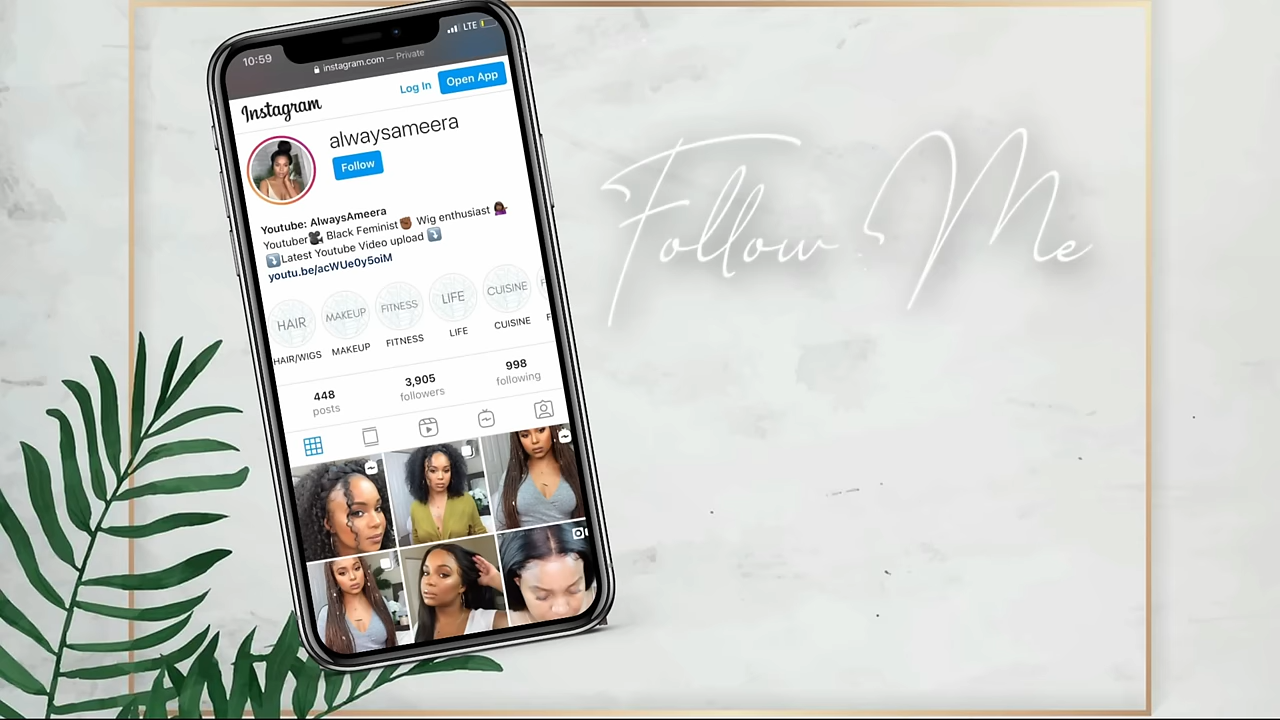 10:59
LTE
instagram.com — Private
Instagram
Log In
Open App
alwaysameera
Follow
Youtube: AlwaysAmeera
Youtuber🎥 Black Feminist✊🏾 Wig enthusiast 💁🏾‍♀️
⤵️Latest Youtube Video upload ⤵️
youtu.be/acWUe0y5oiM
HAIR MAKEUP FITNESS LIFE CUISINE F
HAIR/WIGS MAKEUP FITNESS LIFE CUISINE F
448 3,905 998
posts followers following
Follow Me